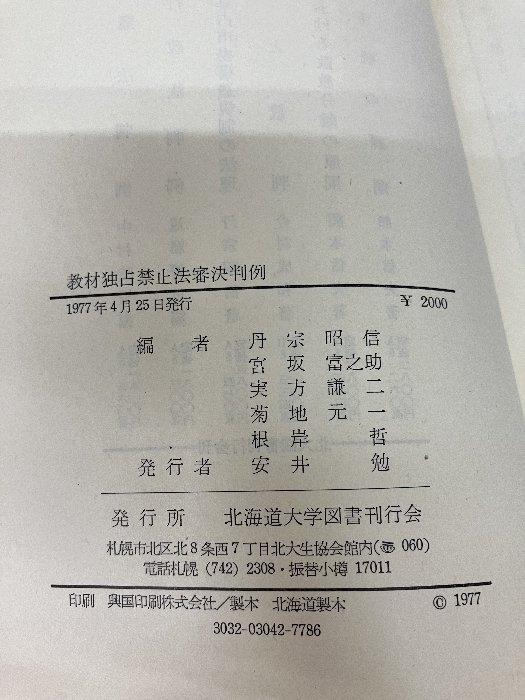 教材独占禁止法審決判例
1977年4月25日発行 ¥ 2000
編者 丹宗昭信
宮坂富之助
実方謙二
菊地元一
根岸哲
発行者 安井勉
発行所 北海道大学図書刊行会
札幌市北区北8条西7丁目北大生協会館内(〠 060)
電話札幌 (742) 2308・振替小樽 17011
印刷 興国印刷株式会社/製本 北海道製本 © 1977
3032-03042-7786